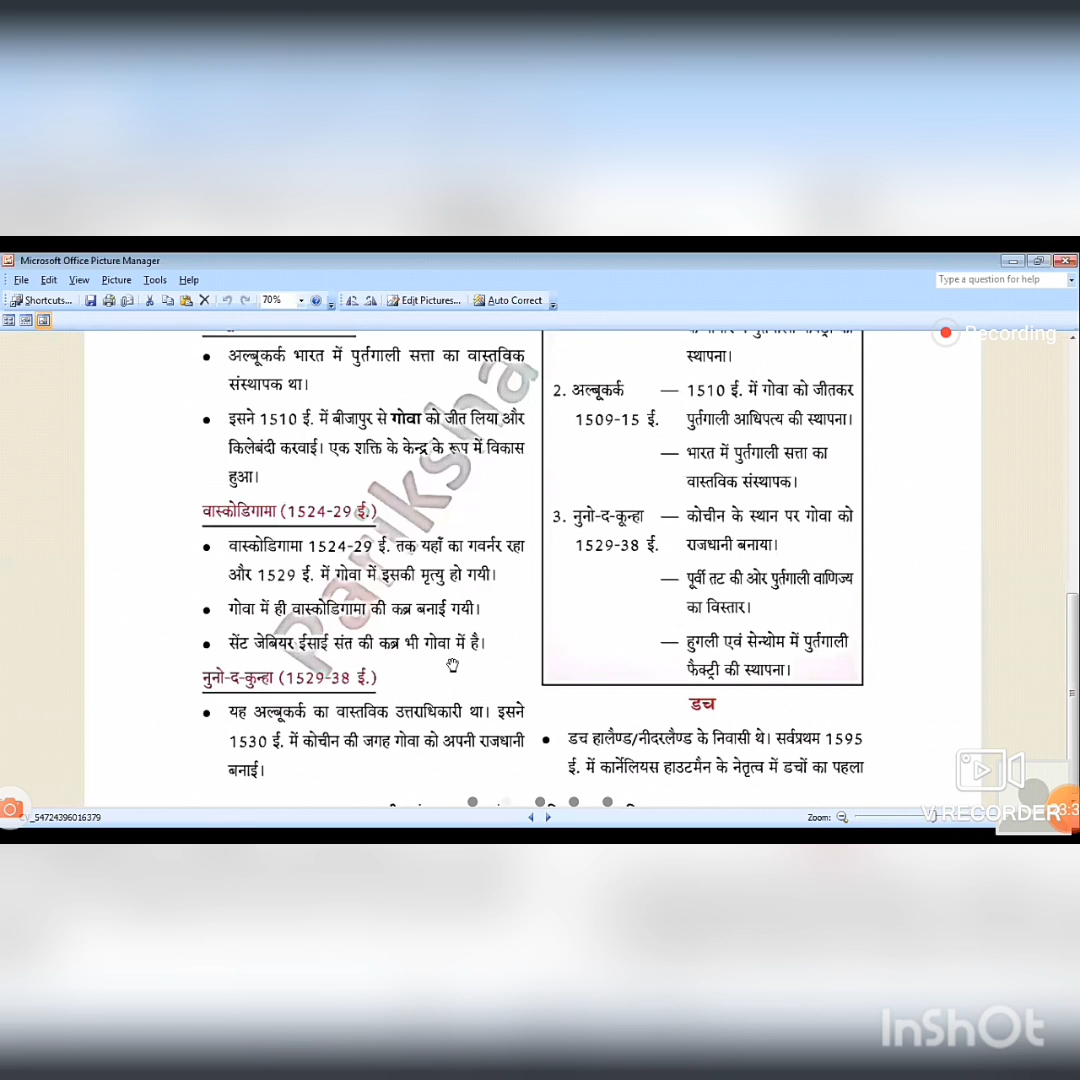 Microsoft Office Picture Manager
File Edit View Picture Tools Help
Type a question for help
Shortcuts... 70% Edit Pictures... Auto Correct
Recording
अल्बूकर्क भारत में पुर्तगाली सत्ता का वास्तविक
संस्थापक था।
इसने 1510 ई. में बीजापुर से गोवा को जीत लिया और
किलेबंदी करवाई। एक शक्ति के केन्द्र के रूप में विकास
हुआ।
वास्कोडिगामा (1524-29 ई.)
वास्कोडिगामा 1524-29 ई. तक यहाँ का गवर्नर रहा
और 1529 ई. में गोवा में इसकी मृत्यु हो गयी।
गोवा में ही वास्कोडिगामा की कब्र बनाई गयी।
सेंट जेबियर ईसाई संत की कब्र भी गोवा में है।
नुनो-द-कुन्हा (1529-38 ई.)
यह अल्बूकर्क का वास्तविक उत्तराधिकारी था। इसने
1530 ई. में कोचीन की जगह गोवा को अपनी राजधानी
बनाई।
स्थापना।
2. अल्बूकर्क — 1510 ई. में गोवा को जीतकर
1509-15 ई. पुर्तगाली आधिपत्य की स्थापना।
— भारत में पुर्तगाली सत्ता का
वास्तविक संस्थापक।
3. नुनो-द-कून्हा — कोचीन के स्थान पर गोवा को
1529-38 ई. राजधानी बनाया।
— पूर्वी तट की ओर पुर्तगाली वाणिज्य
का विस्तार।
— हुगली एवं सेन्थोम में पुर्तगाली
फैक्ट्री की स्थापना।
डच
डच हालैण्ड/नीदरलैण्ड के निवासी थे। सर्वप्रथम 1595
ई. में कार्नेलियस हाउटमैन के नेतृत्व में डचों का पहला
Pariksha
V RECORDER
CV_54724396016379
Zoom:
InShOt